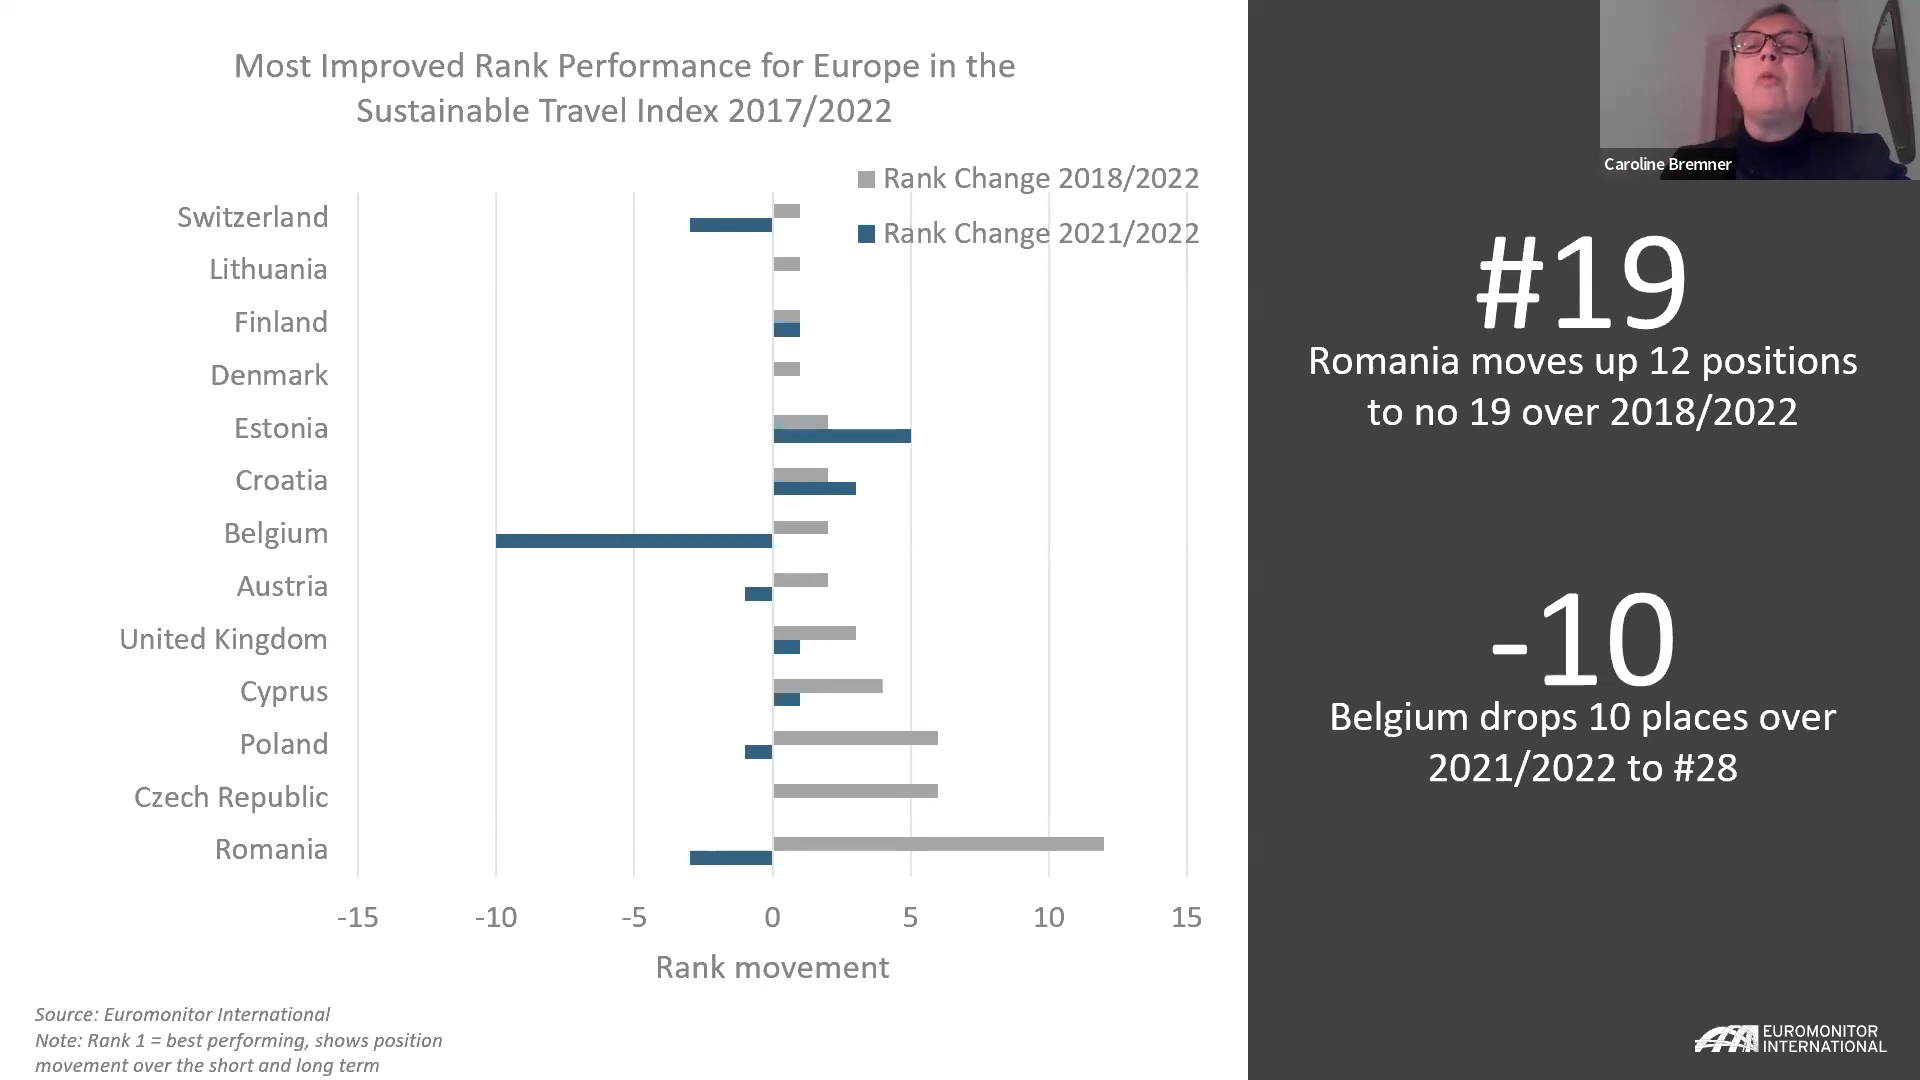 Most Improved Rank Performance for Europe in the
Sustainable Travel Index 2017/2022
Rank Change 2018/2022
Rank Change 2021/2022
Switzerland
Lithuania
Finland
Denmark
Estonia
Croatia
Belgium
Austria
United Kingdom
Cyprus
Poland
Czech Republic
Romania
-15 -10 -5 0 5 10 15
Rank movement
Source: Euromonitor International
Note: Rank 1 = best performing, shows position
movement over the short and long term
Caroline Bremner
#19
Romania moves up 12 positions
to no 19 over 2018/2022
-10
Belgium drops 10 places over
2021/2022 to #28
EUROMONITOR
INTERNATIONAL